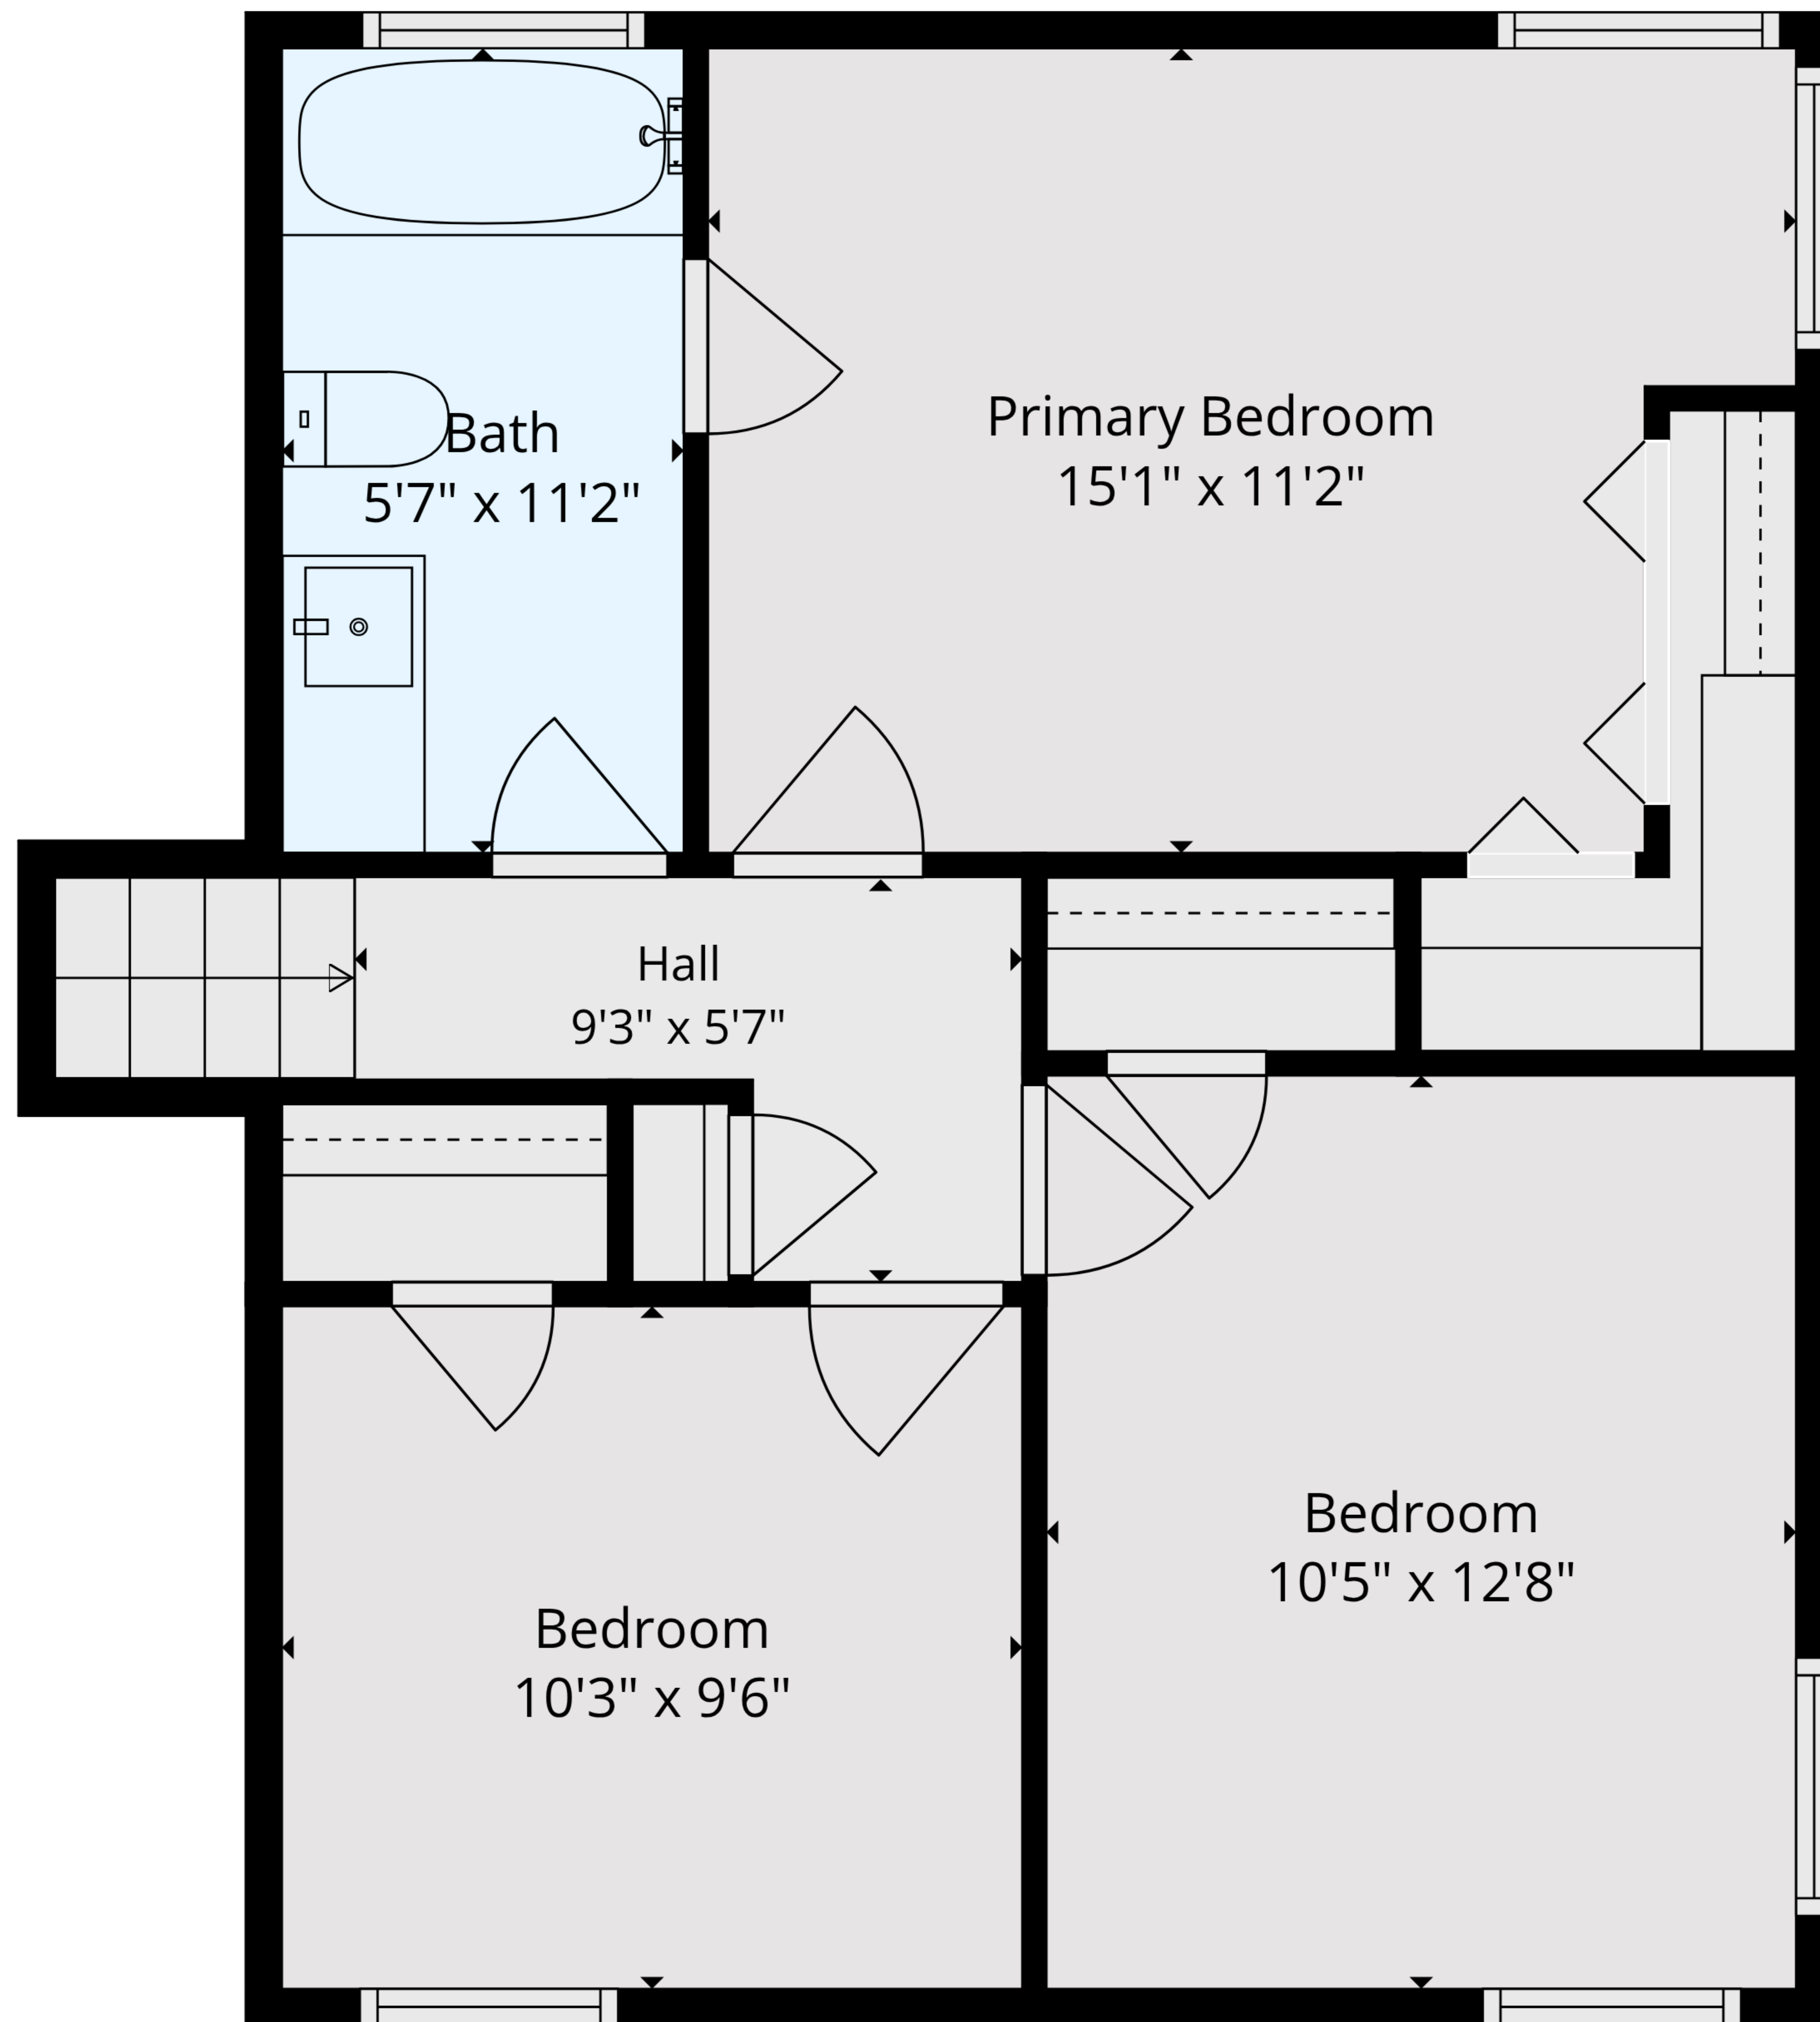 Bath
5'7" x 11'2"
Primary Bedroom
15'1" x 11'2"
Hall
9'3" x 5'7"
Bedroom
10'5" x 12'8"
Bedroom
10'3" x 9'6"